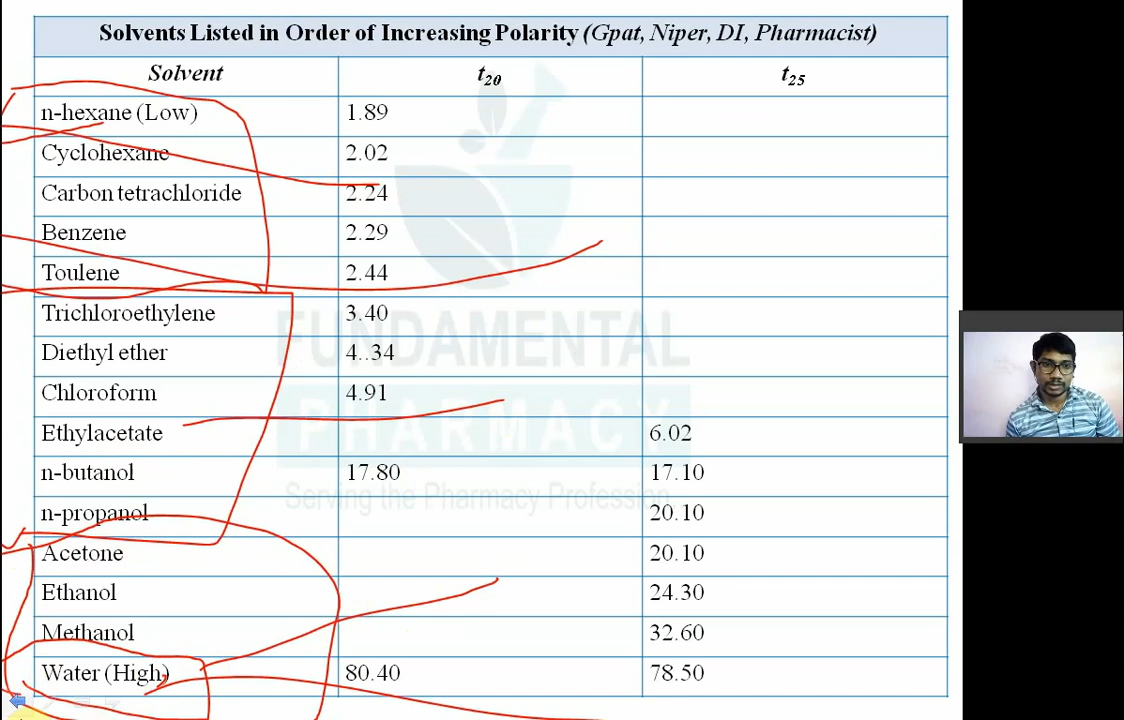 Solvents Listed in Order of Increasing Polarity (Gpat, Niper, DI, Pharmacist)
Solvent t20 t25
n-hexane (Low) 1.89
Cyclohexane 2.02
Carbon tetrachloride 2.24
Benzene 2.29
Toulene 2.44
Trichloroethylene 3.40
Diethyl ether 4..34
Chloroform 4.91
Ethylacetate 6.02
n-butanol 17.80 17.10
n-propanol 20.10
Acetone 20.10
Ethanol 24.30
Methanol 32.60
Water (High) 80.40 78.50
FUNDAMENTAL
PHARMACY
Serving the Pharmacy Profession